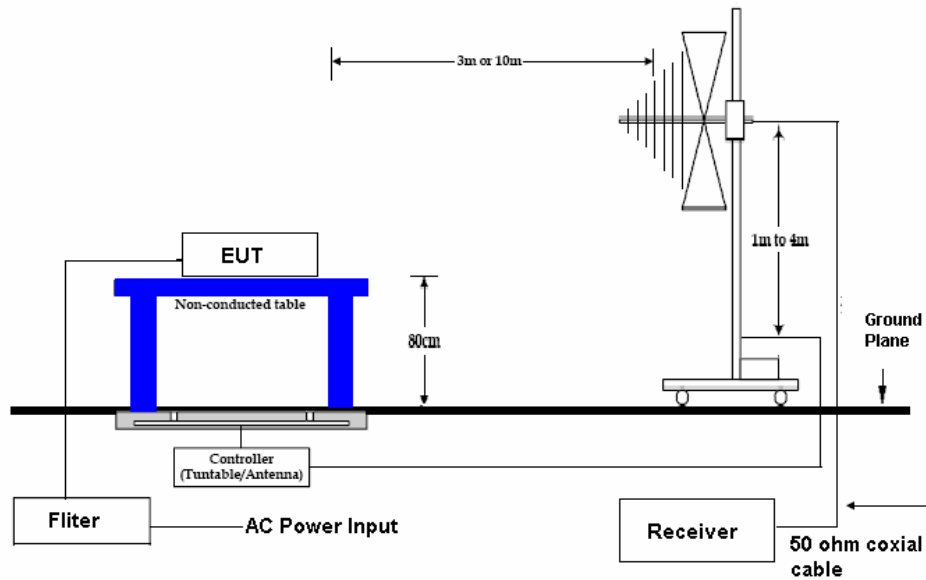 3m or 10m
1m to 4m
EUT
Non-conducted table
80cm
Ground
Plane
Controller
(Tuntable/Antenna)
Fliter
AC Power Input
Receiver
50 ohm coxial
cable